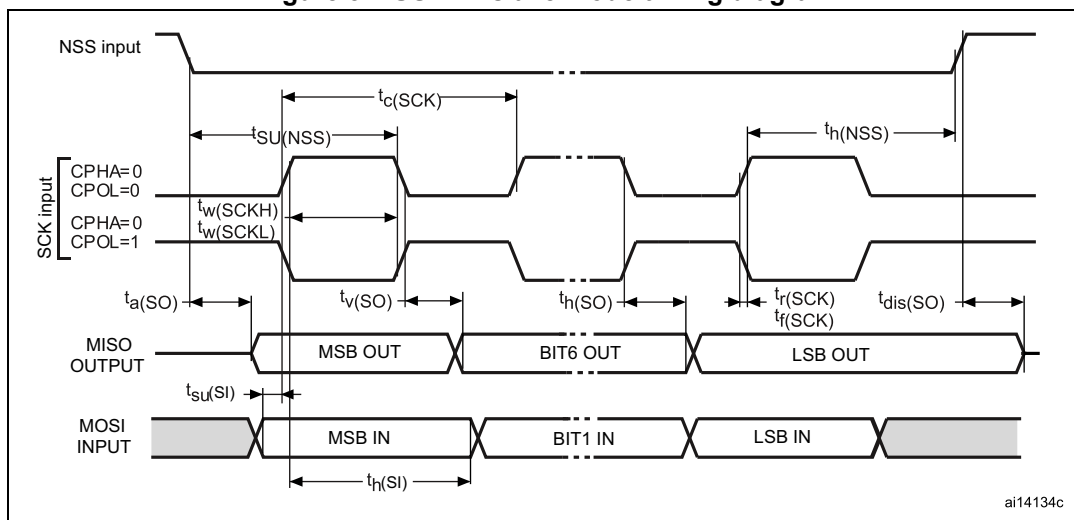 NSS input
tc(SCK)
tSU(NSS)
th(NSS)
SCK input
CPHA=0
CPOL=0
tw(SCKH)
CPHA=0
tw(SCKL)
CPOL=1
ta(SO)
tv(SO)
th(SO)
tr(SCK)
tf(SCK)
tdis(SO)
MISO
OUTPUT
MSB OUT
BIT6 OUT
LSB OUT
tsu(SI)
MOSI
INPUT
MSB IN
BIT1 IN
LSB IN
th(SI)
ai14134c